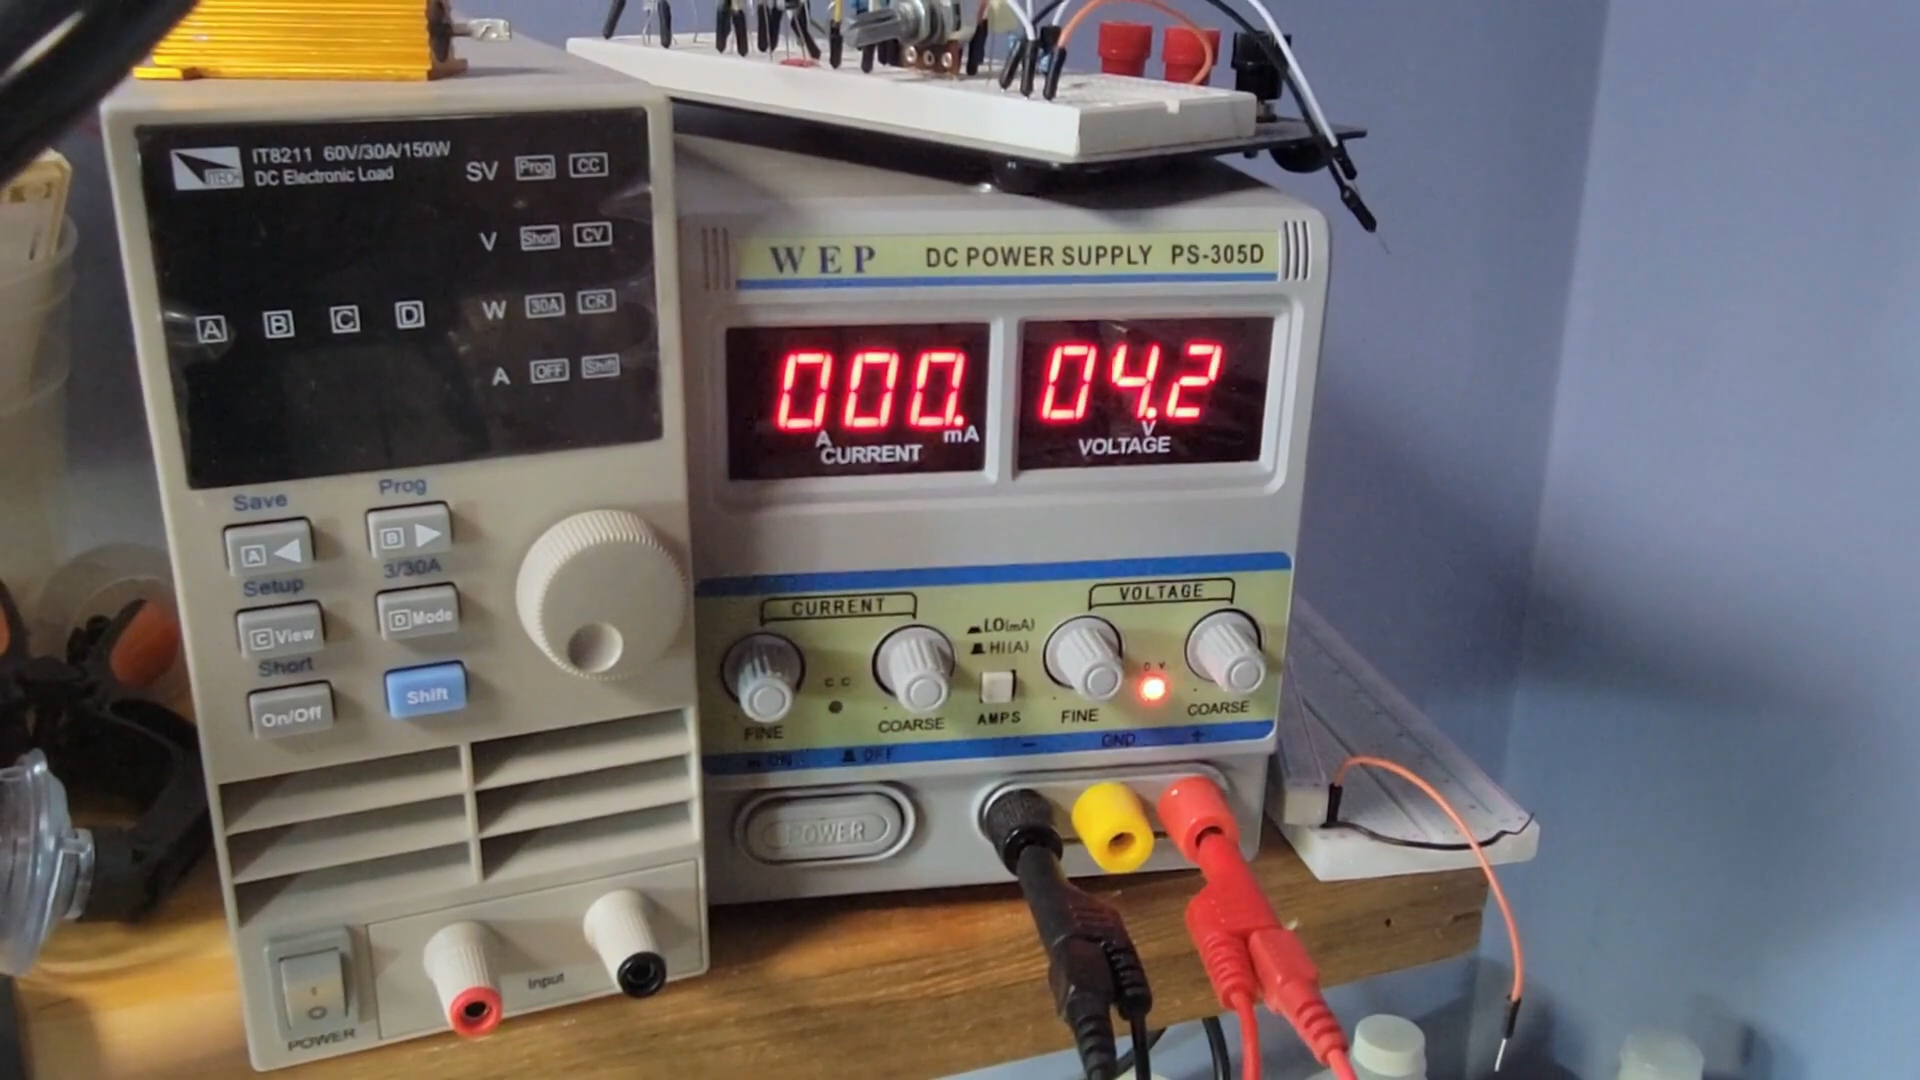 ITECH
IT8211 60V/30A/150W
DC Electronic Load
SV Prog CC
V Short CV
W 30A CR
A OFF Shift
A B C D
Save
Prog
A
B
Setup
3/30A
C View
D Mode
Short
On/Off
Shift
POWER
Input
WEP DC POWER SUPPLY PS-305D
000.
A mA
CURRENT
04.2
V
VOLTAGE
CURRENT
LO(mA)
HI(A)
VOLTAGE
C C
FINE
COARSE
AMPS
FINE
COARSE
ON
OFF
− GND +
POWER